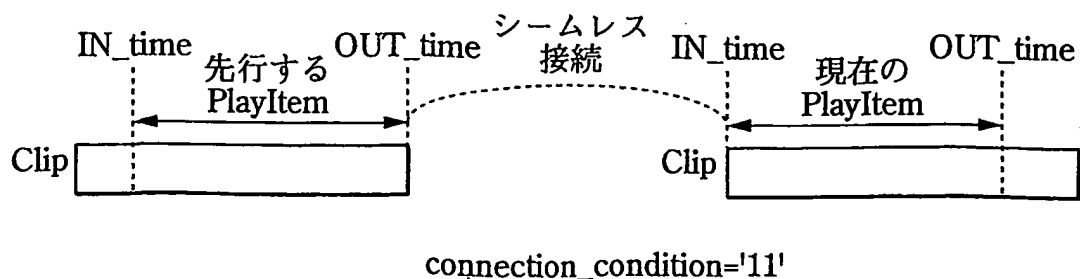 IN_time
OUT_time
シームレス
接続
IN_time
OUT_time
先行する
PlayItem
現在の
PlayItem
Clip
Clip
connection_condition='11'